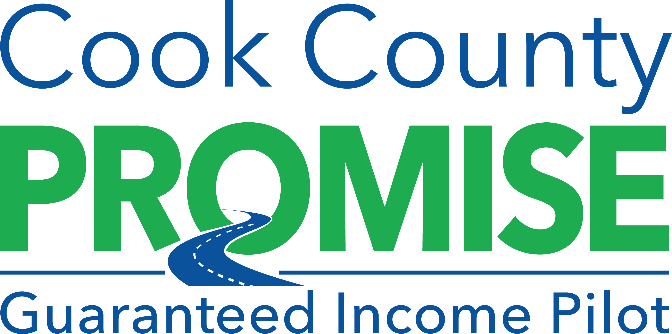 Cook County
PROMISE
Guaranteed Income Pilot